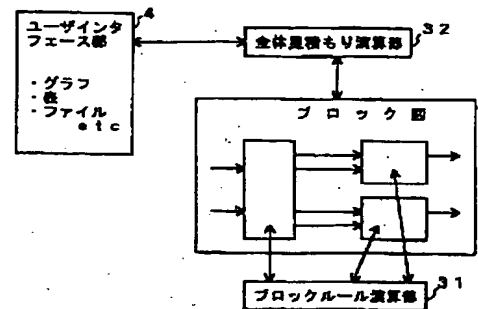 ユーザインタ
フェース部
・グラフ
・表
・ファイル
etc
4
全体見積もり演算部
32
ブロック図
ブロックルール演算部
31